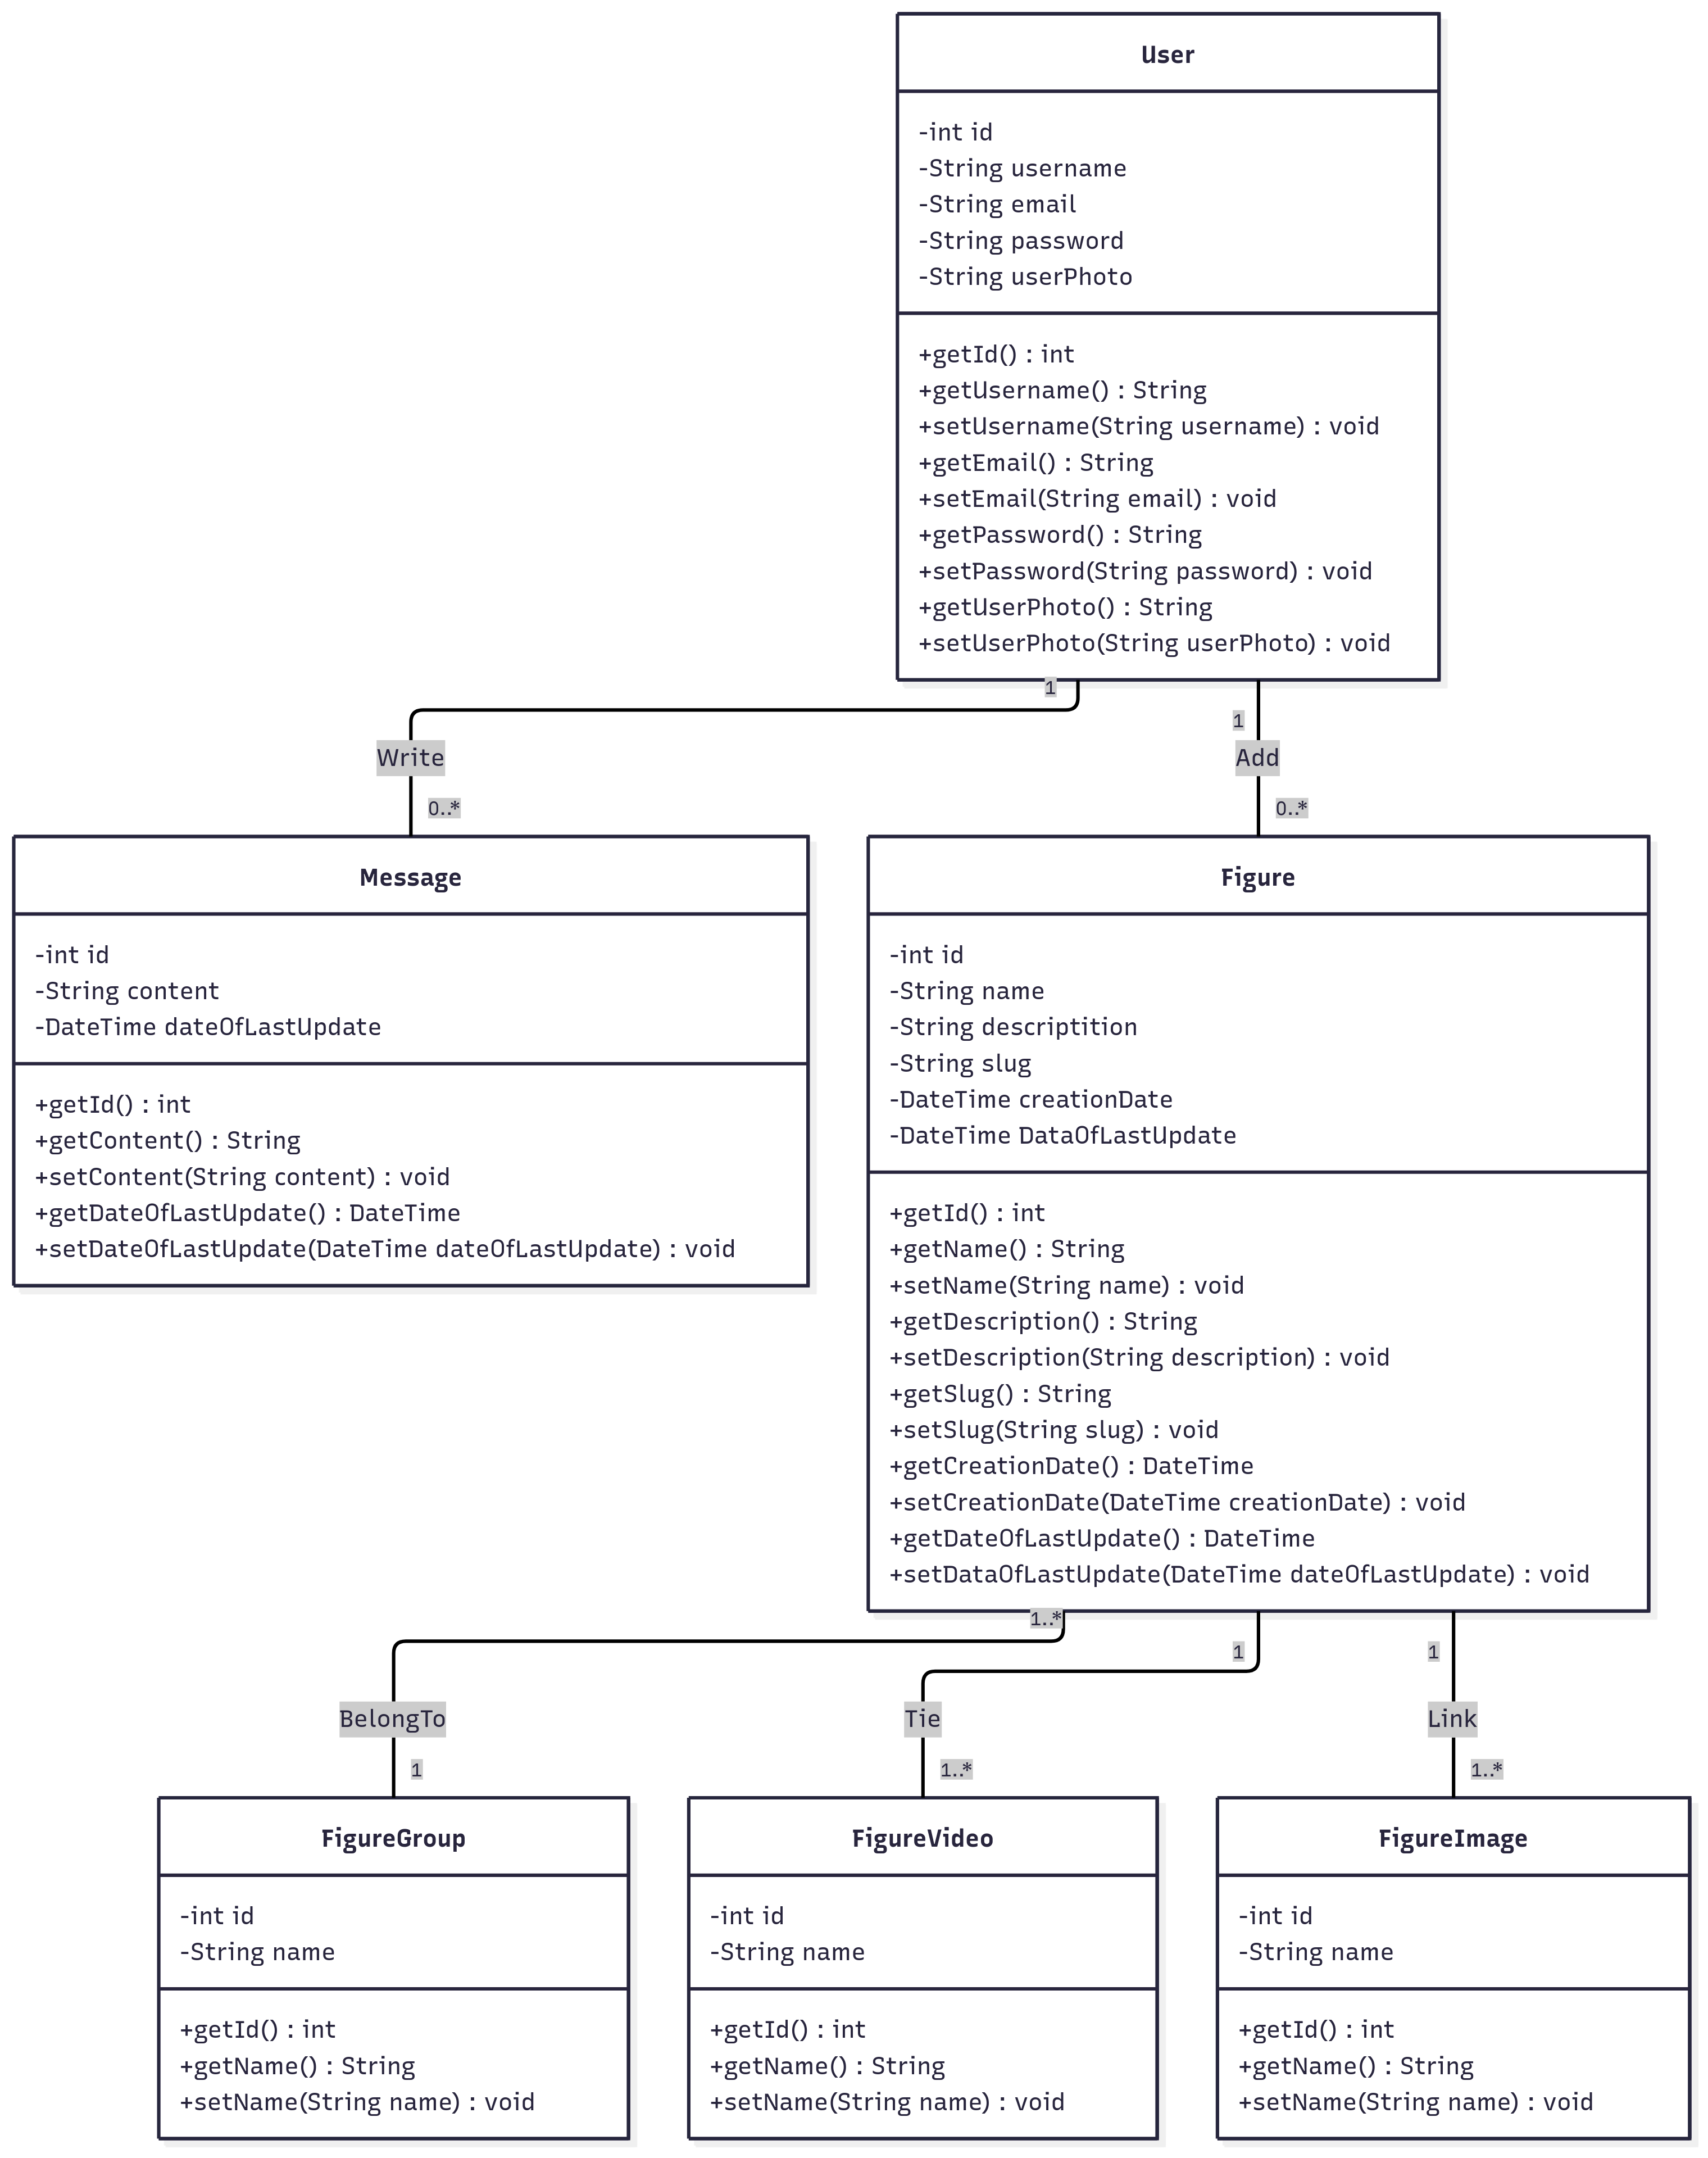 User
-int id
-String username
-String email
-String password
-String userPhoto
+getId() : int
+getUsername() : String
+setUsername(String username) : void
+getEmail() : String
+setEmail(String email) : void
+getPassword() : String
+setPassword(String password) : void
+getUserPhoto() : String
+setUserPhoto(String userPhoto) : void
1
1
Write
Add
0..*
0..*
Message
-int id
-String content
-DateTime dateOfLastUpdate
+getId() : int
+getContent() : String
+setContent(String content) : void
+getDateOfLastUpdate() : DateTime
+setDateOfLastUpdate(DateTime dateOfLastUpdate) : void
Figure
-int id
-String name
-String descriptition
-String slug
-DateTime creationDate
-DateTime DataOfLastUpdate
+getId() : int
+getName() : String
+setName(String name) : void
+getDescription() : String
+setDescription(String description) : void
+getSlug() : String
+setSlug(String slug) : void
+getCreationDate() : DateTime
+setCreationDate(DateTime creationDate) : void
+getDateOfLastUpdate() : DateTime
+setDataOfLastUpdate(DateTime dateOfLastUpdate) : void
1..*
1
1
BelongTo
Tie
Link
1
1..*
1..*
FigureGroup
-int id
-String name
+getId() : int
+getName() : String
+setName(String name) : void
FigureVideo
-int id
-String name
+getId() : int
+getName() : String
+setName(String name) : void
FigureImage
-int id
-String name
+getId() : int
+getName() : String
+setName(String name) : void